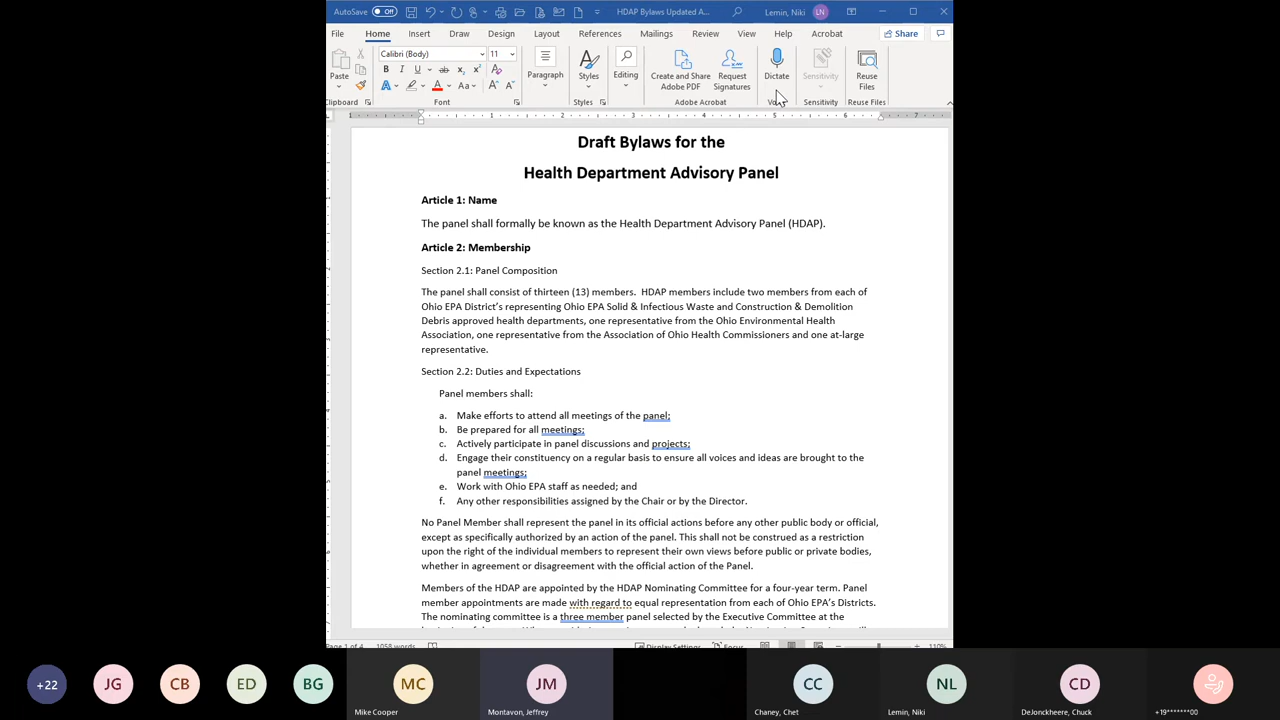 AutoSave Off HDAP Bylaws Updated A... Lemin, Niki LN
File Home Insert Draw Design Layout References Mailings Review View Help Acrobat Share
Calibri (Body) 11
Paste Paragraph Styles Editing Create and Share Adobe PDF Request Signatures Dictate Sensitivity Reuse Files
Clipboard Font Styles Adobe Acrobat Sensitivity Reuse Files
Draft Bylaws for the
Health Department Advisory Panel
Article 1: Name
The panel shall formally be known as the Health Department Advisory Panel (HDAP).
Article 2: Membership
Section 2.1: Panel Composition
The panel shall consist of thirteen (13) members. HDAP members include two members from each of
Ohio EPA District's representing Ohio EPA Solid & Infectious Waste and Construction & Demolition
Debris approved health departments, one representative from the Ohio Environmental Health
Association, one representative from the Association of Ohio Health Commissioners and one at-large
representative.
Section 2.2: Duties and Expectations
Panel members shall:
a. Make efforts to attend all meetings of the panel;
b. Be prepared for all meetings;
c. Actively participate in panel discussions and projects;
d. Engage their constituency on a regular basis to ensure all voices and ideas are brought to the
panel meetings;
e. Work with Ohio EPA staff as needed; and
f. Any other responsibilities assigned by the Chair or by the Director.
No Panel Member shall represent the panel in its official actions before any other public body or official,
except as specifically authorized by an action of the panel. This shall not be construed as a restriction
upon the right of the individual members to represent their own views before public or private bodies,
whether in agreement or disagreement with the official action of the Panel.
Members of the HDAP are appointed by the HDAP Nominating Committee for a four-year term. Panel
member appointments are made with regard to equal representation from each of Ohio EPA's Districts.
The nominating committee is a three member panel selected by the Executive Committee at the
Page 1 of 4 1058 words Display Settings Focus 110%
+22 JG CB ED BG MC JM CC NL CD
Mike Cooper Montavon, Jeffrey Chaney, Chet Lemin, Niki DeJonckheere, Chuck +19*******00